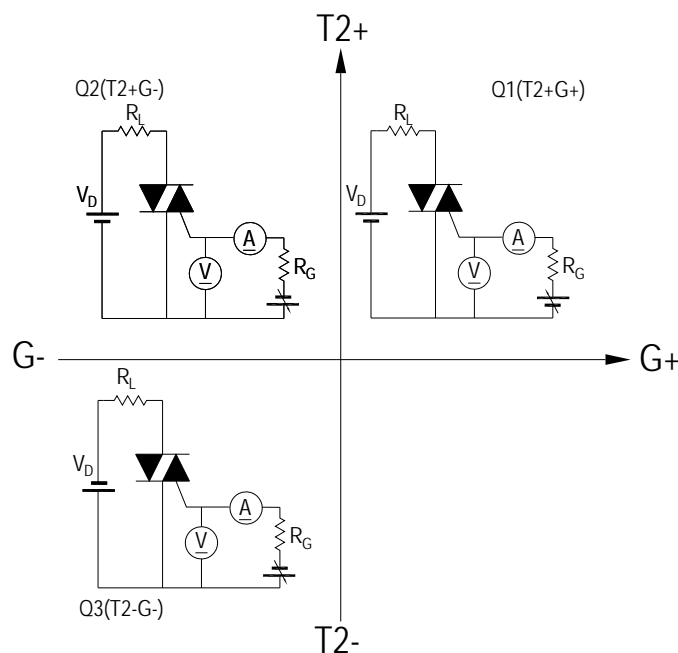 T2+
Q2(T2+G-)
Q1(T2+G+)
RL
RL
VD
VD
A
A
V
RG
V
RG
G-
G+
RL
VD
A
V
RG
Q3(T2-G-)
T2-